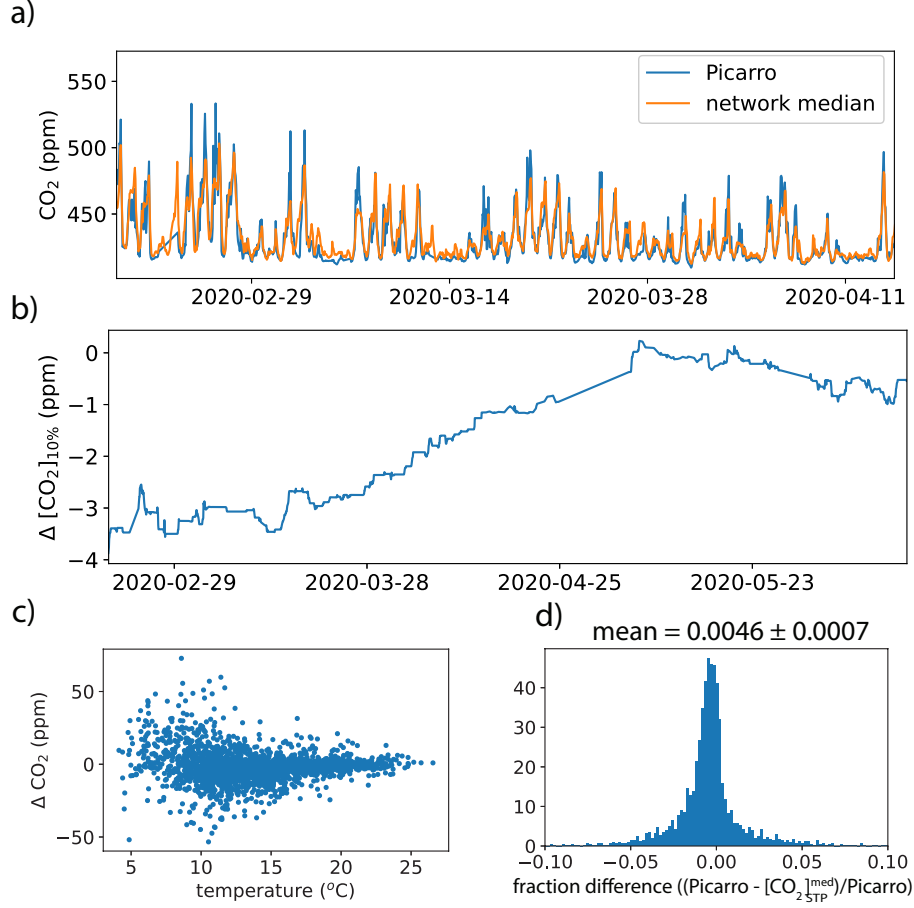 a)
CO₂ (ppm)
550
500
450
Picarro
network median
2020-02-29 2020-03-14 2020-03-28 2020-04-11
b)
Δ [CO₂]₁₀% (ppm)
0
−1
−2
−3
−4
2020-02-29 2020-03-28 2020-04-25 2020-05-23
c)
Δ CO₂ (ppm)
50
0
−50
5 10 15 20 25
temperature (°C)
d)
mean = 0.0046 ± 0.0007
40
30
20
10
0
−0.10 −0.05 0.00 0.05 0.10
fraction difference ((Picarro - [CO₂]med STP)/Picarro)